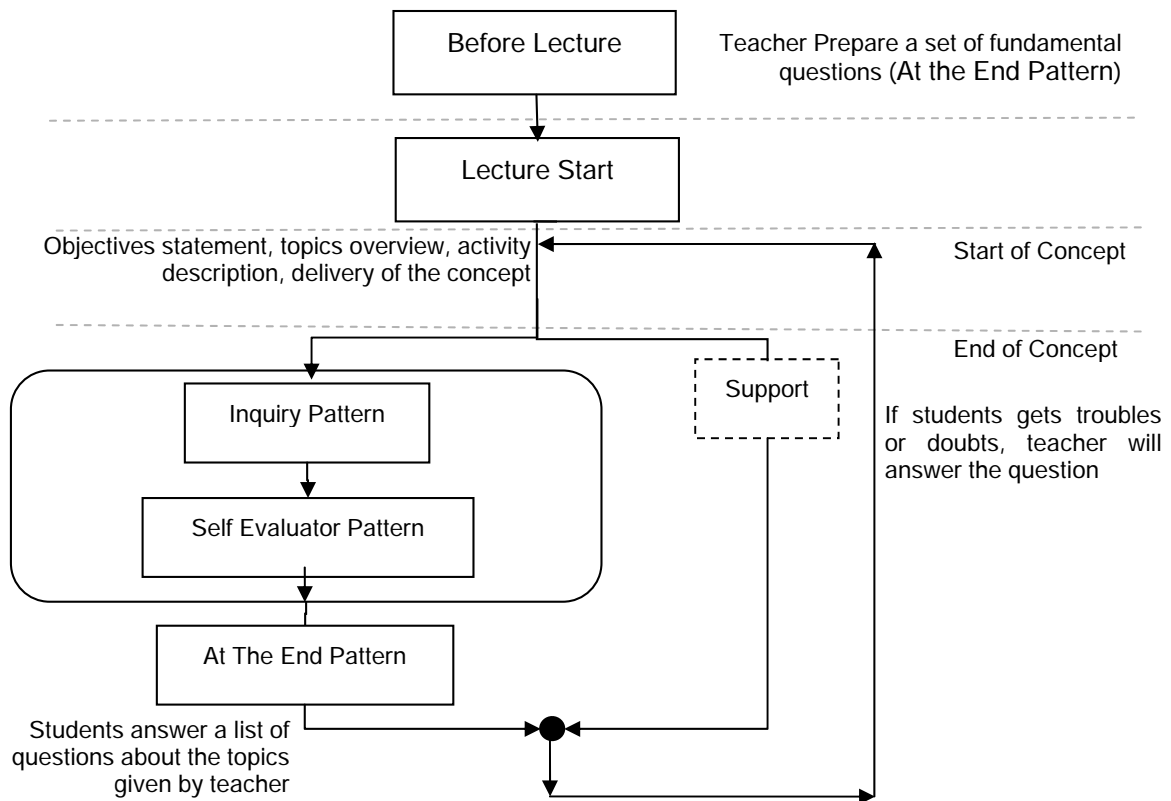 Before Lecture
Teacher Prepare a set of fundamental
questions (At the End Pattern)
Lecture Start
Objectives statement, topics overview, activity
description, delivery of the concept
Start of Concept
End of Concept
Inquiry Pattern
Support
If students gets troubles
or doubts, teacher will
answer the question
Self Evaluator Pattern
At The End Pattern
Students answer a list of
questions about the topics
given by teacher